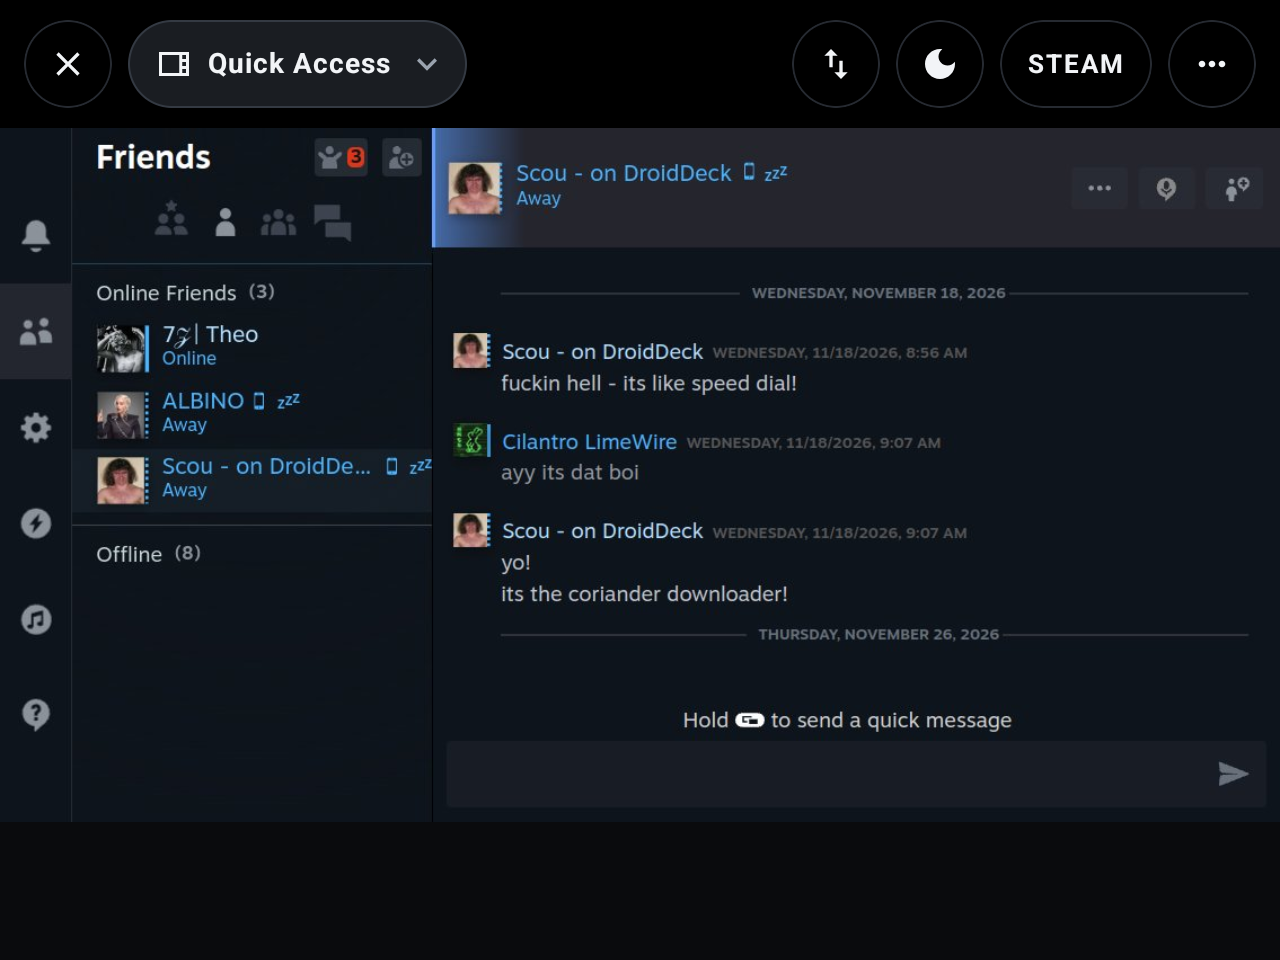 Quick Access
STEAM
Friends
3
Online Friends (3)
7𝓏| Theo
Online
ALBINO zzz
Away
Scou - on DroidDe... zzz
Away
Offline (8)
Scou - on DroidDeck zzz
Away
WEDNESDAY, NOVEMBER 18, 2026
Scou - on DroidDeck WEDNESDAY, 11/18/2026, 8:56 AM
fuckin hell - its like speed dial!
Cilantro LimeWire WEDNESDAY, 11/18/2026, 9:07 AM
ayy its dat boi
Scou - on DroidDeck WEDNESDAY, 11/18/2026, 9:07 AM
yo!
its the coriander downloader!
THURSDAY, NOVEMBER 26, 2026
Hold to send a quick message